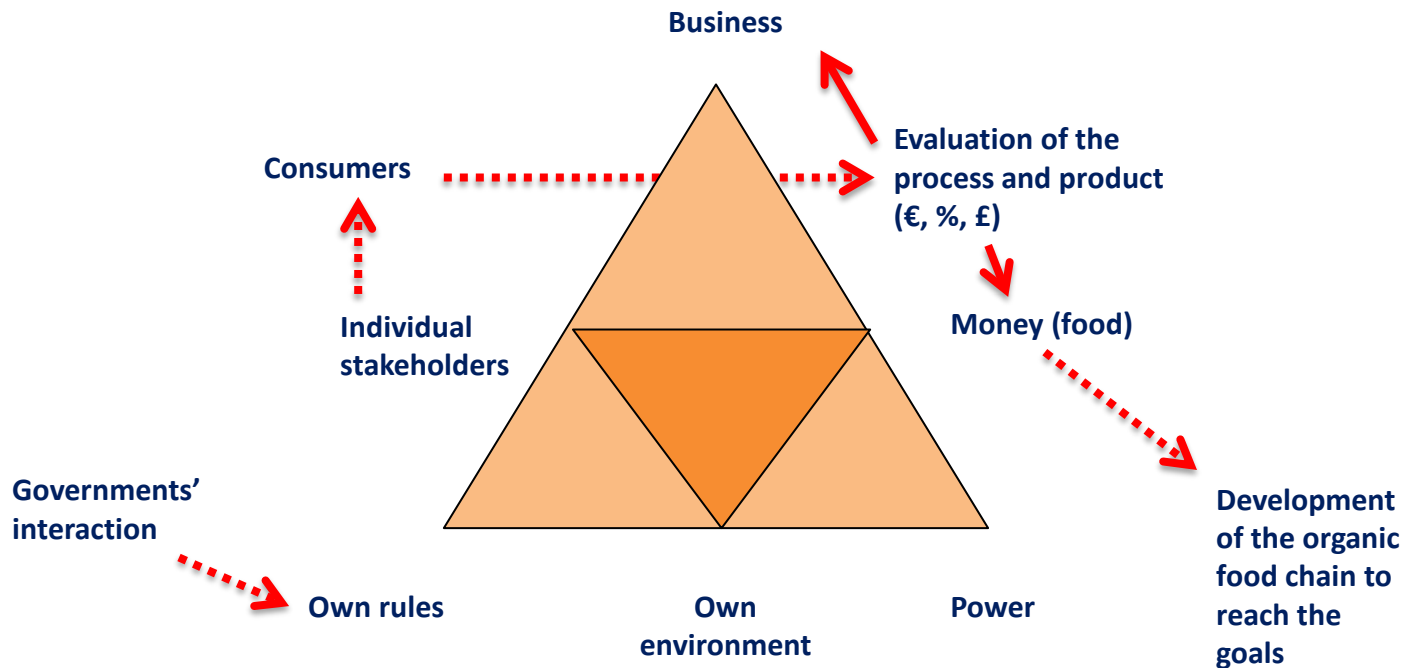 Business
Consumers
Evaluation of the
process and product
(€, %, £)
Individual
stakeholders
Money (food)
Governments’
interaction
Development
of the organic
food chain to
reach the
goals
Own rules
Own
environment
Power